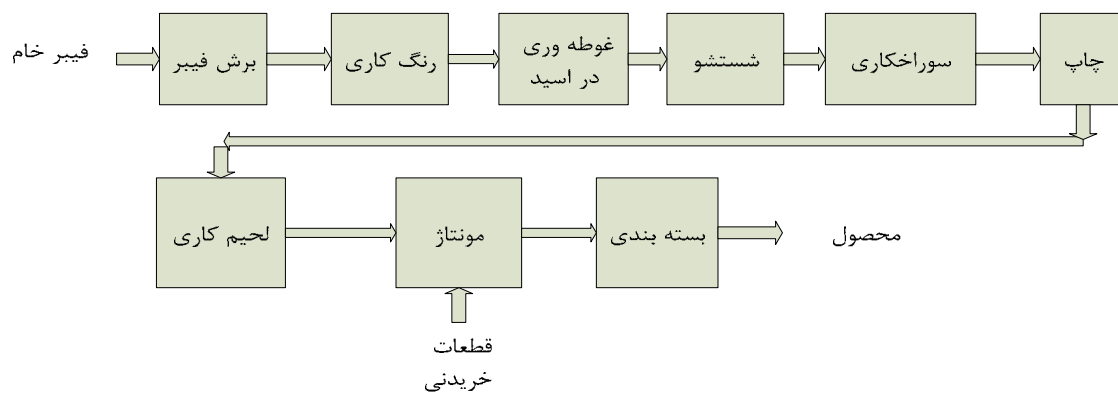 فیبر خام
برش فیبر
رنگ کاری
غوطه وری
در اسید
شستشو
سوراخکاری
چاپ
لحیم کاری
مونتاژ
بسته بندی
محصول
قطعات
خریدنی